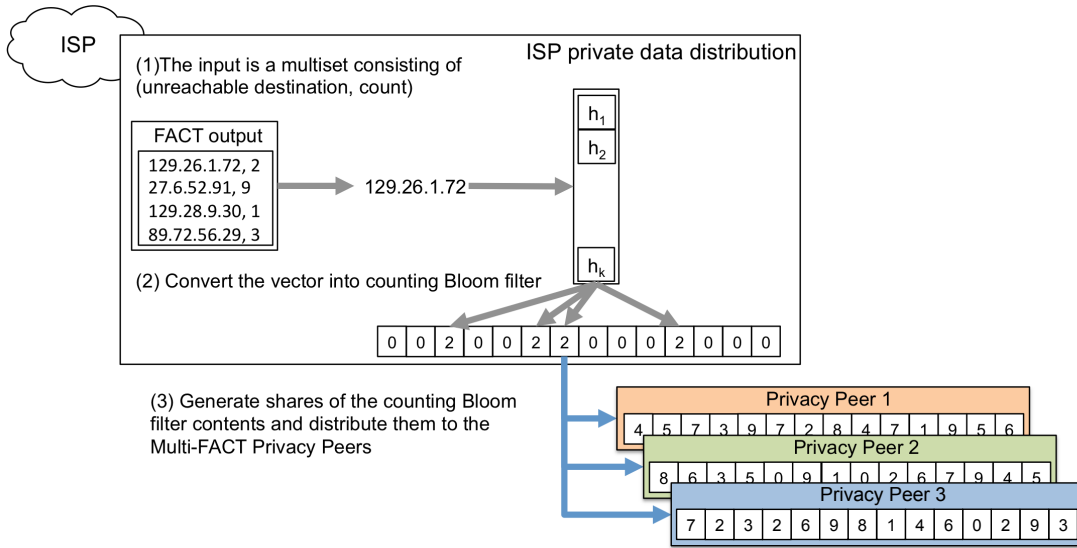 ISP
ISP private data distribution
(1)The input is a multiset consisting of
(unreachable destination, count)
FACT output
129.26.1.72, 2
27.6.52.91, 9
129.28.9.30, 1
89.72.56.29, 3
129.26.1.72
h1
h2
hk
(2) Convert the vector into counting Bloom filter
0 0 2 0 0 2 2 0 0 0 2 0 0 0
(3) Generate shares of the counting Bloom
filter contents and distribute them to the
Multi-FACT Privacy Peers
Privacy Peer 1
4 5 7 3 9 7 2 8 4 7 1 9 5 6
Privacy Peer 2
8 6 3 5 0 9 1 0 2 6 7 9 4 5
Privacy Peer 3
7 2 3 2 6 9 8 1 4 6 0 2 9 3